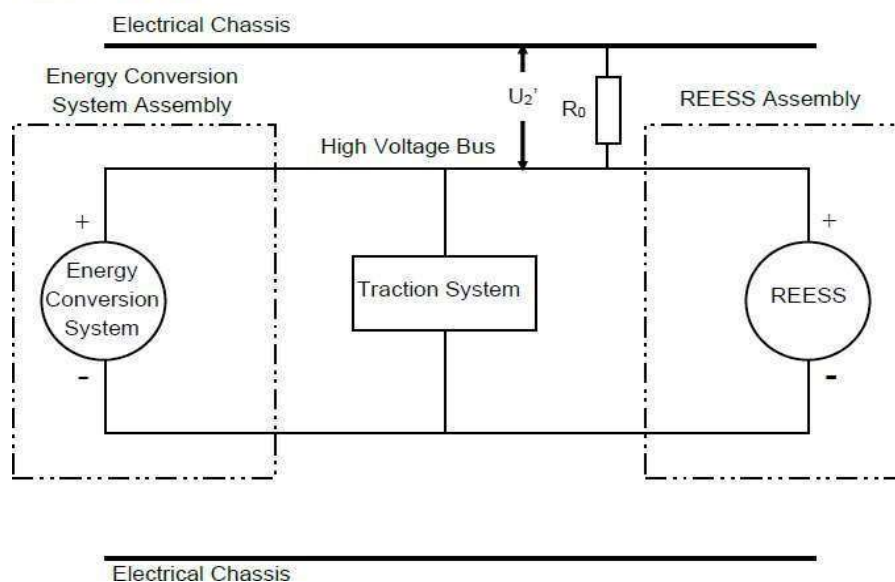 Electrical Chassis
Energy Conversion
System Assembly
U₂'
R₀
REESS Assembly
High Voltage Bus
+
+
Energy
Conversion
System
Traction System
REESS
-
-
Electrical Chassis